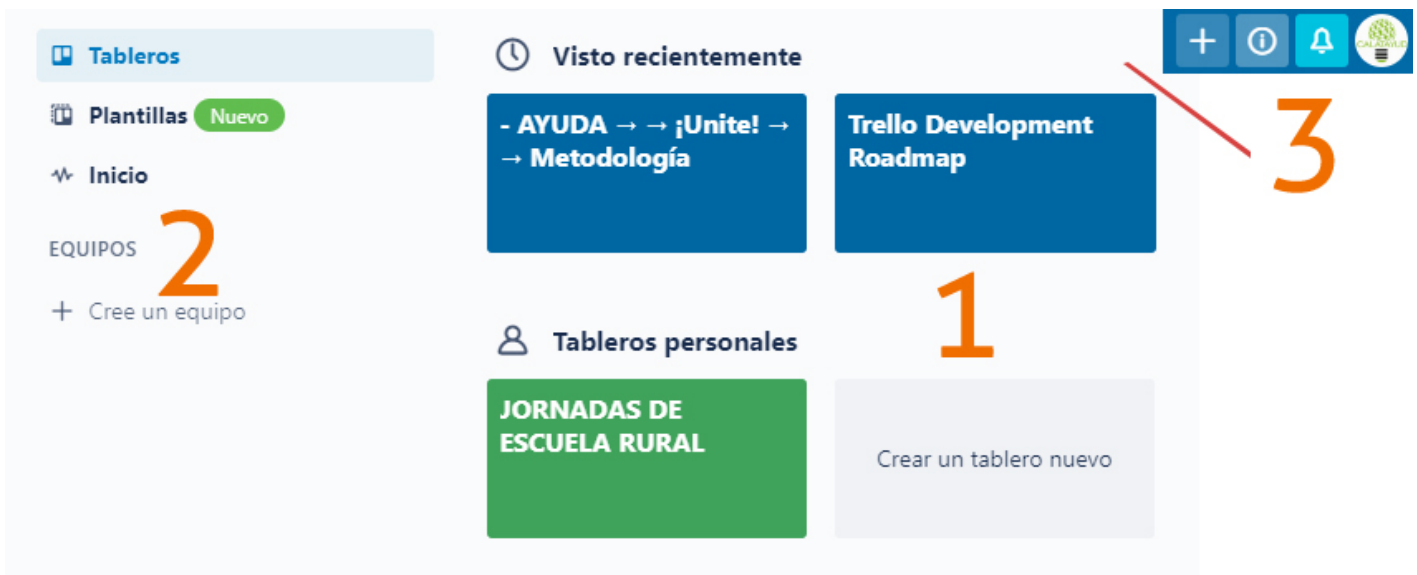 Tableros
Plantillas Nuevo
Inicio
2
EQUIPOS
+ Cree un equipo
Visto recientemente
- AYUDA → → ¡Unite! →
→ Metodología
Trello Development
Roadmap
1
Tableros personales
JORNADAS DE
ESCUELA RURAL
Crear un tablero nuevo
CALATAYUD
3